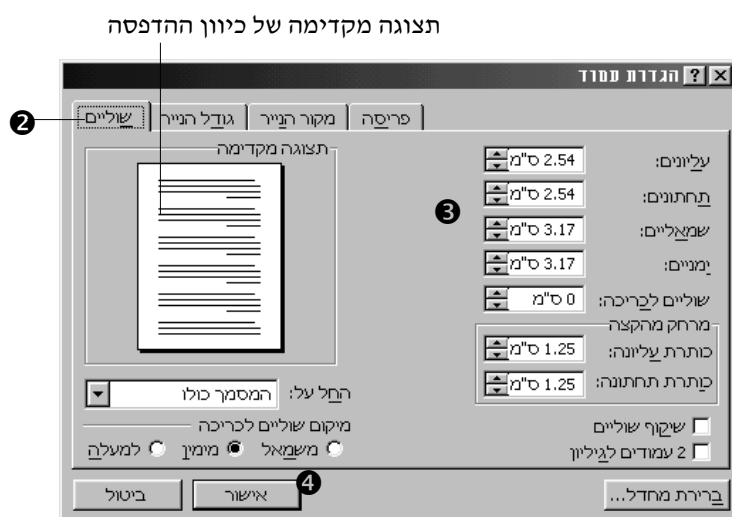 תצוגה מקדימה של כיוון ההדפסה
הגדרת עמוד
❷
שוליים
גודל הנייר
מקור הנייר
פריסה
עליונים: 2.54 ס"מ
תחתונים: 2.54 ס"מ
❸
שמאליים: 3.17 ס"מ
ימניים: 3.17 ס"מ
שוליים לכריכה: 0 ס"מ
מרחק מהקצה
כותרת עליונה: 1.25 ס"מ
כותרת תחתונה: 1.25 ס"מ
שיקוף שוליים
2 עמודים לגיליון
תצוגה מקדימה
החל על: המסמך כולו
מיקום שוליים לכריכה
משמאל מימין למעלה
ברירת מחדל...
❹
אישור
ביטול